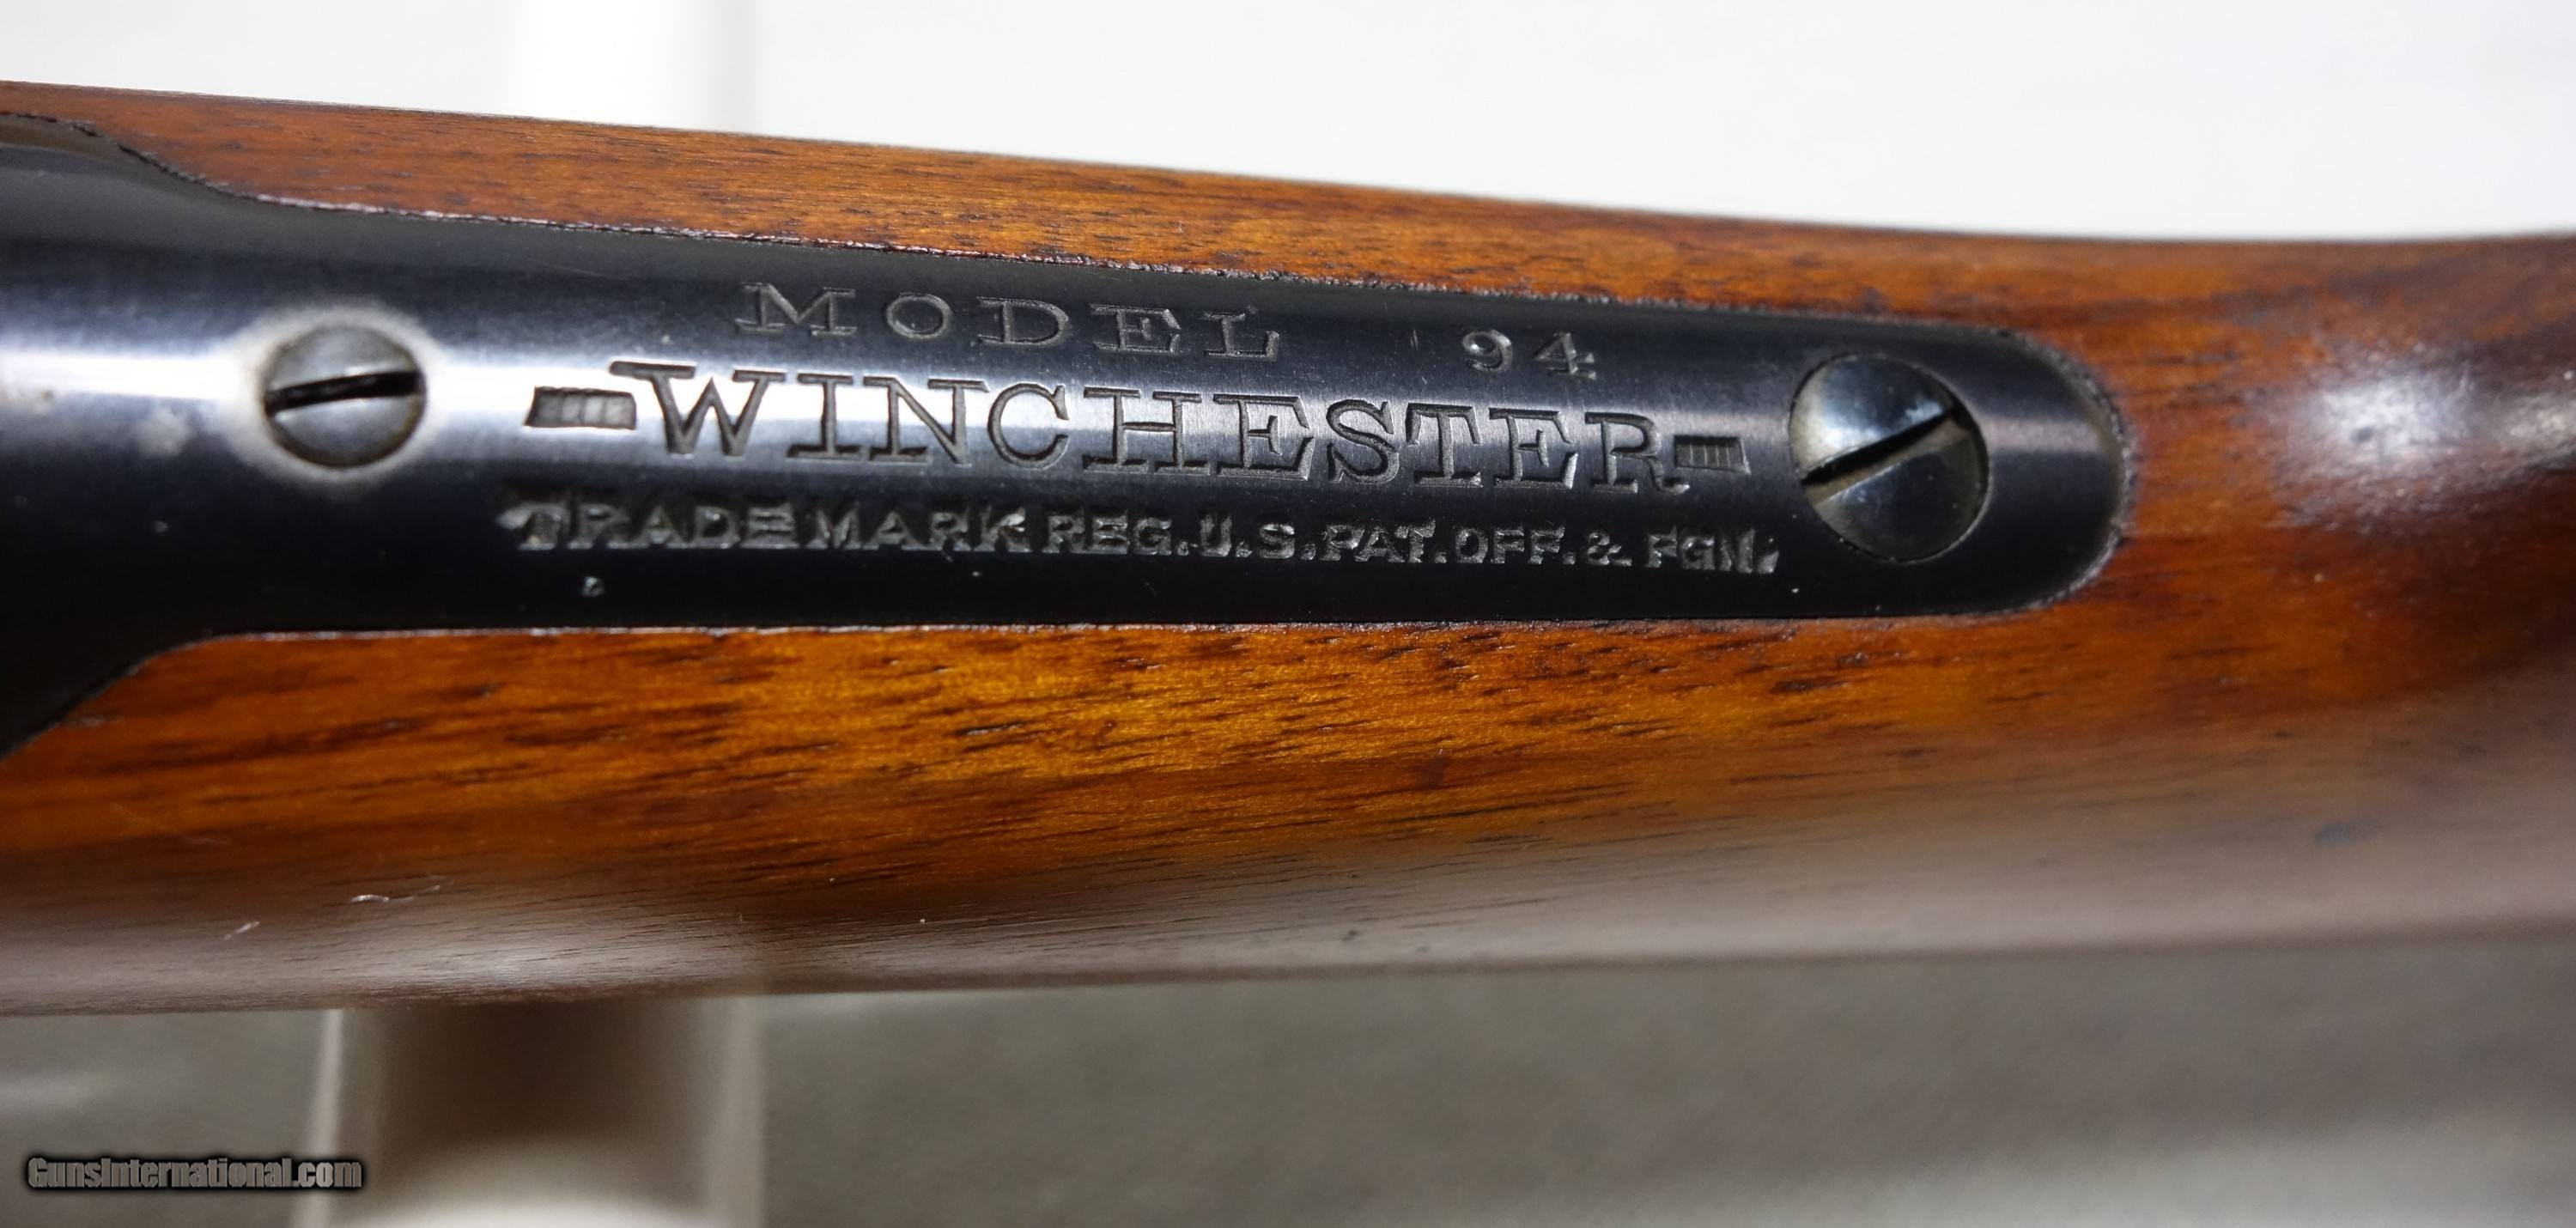 MODEL 94
WINCHESTER
TRADE MARK REG. U.S. PAT. OFF. & FGN.
GunsInternational.com